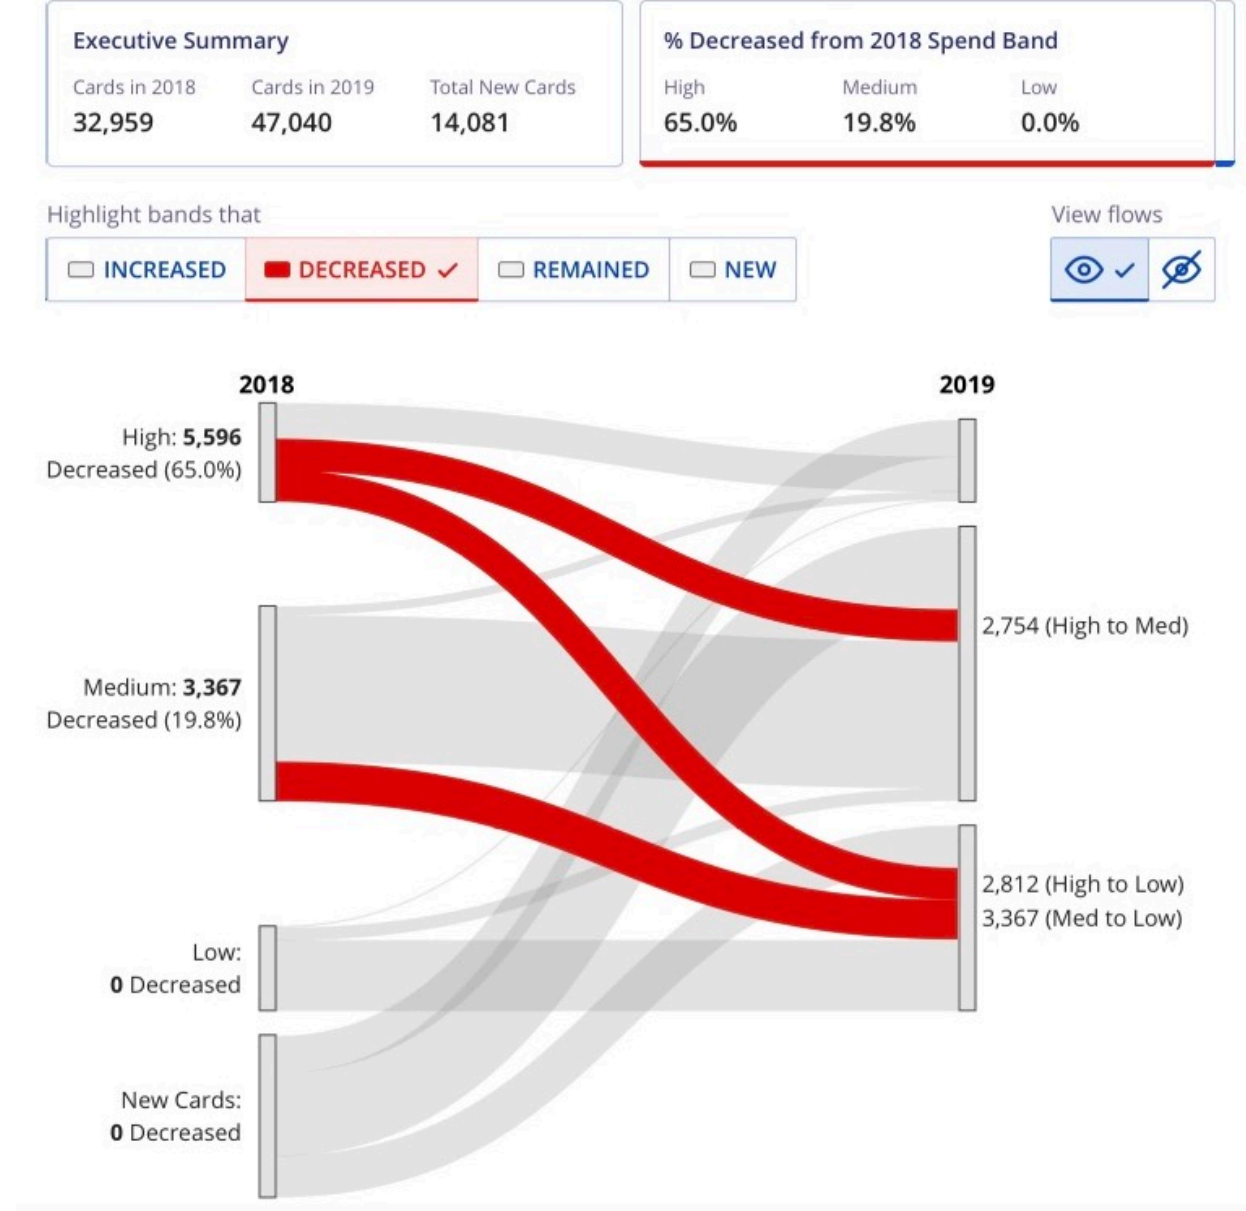 Executive Summary
Cards in 2018 Cards in 2019 Total New Cards
32,959 47,040 14,081
% Decreased from 2018 Spend Band
High Medium Low
65.0% 19.8% 0.0%
Highlight bands that
INCREASED DECREASED REMAINED NEW
View flows
2018
2019
High: 5,596
Decreased (65.0%)
2,754 (High to Med)
Medium: 3,367
Decreased (19.8%)
2,812 (High to Low)
3,367 (Med to Low)
Low:
0 Decreased
New Cards:
0 Decreased